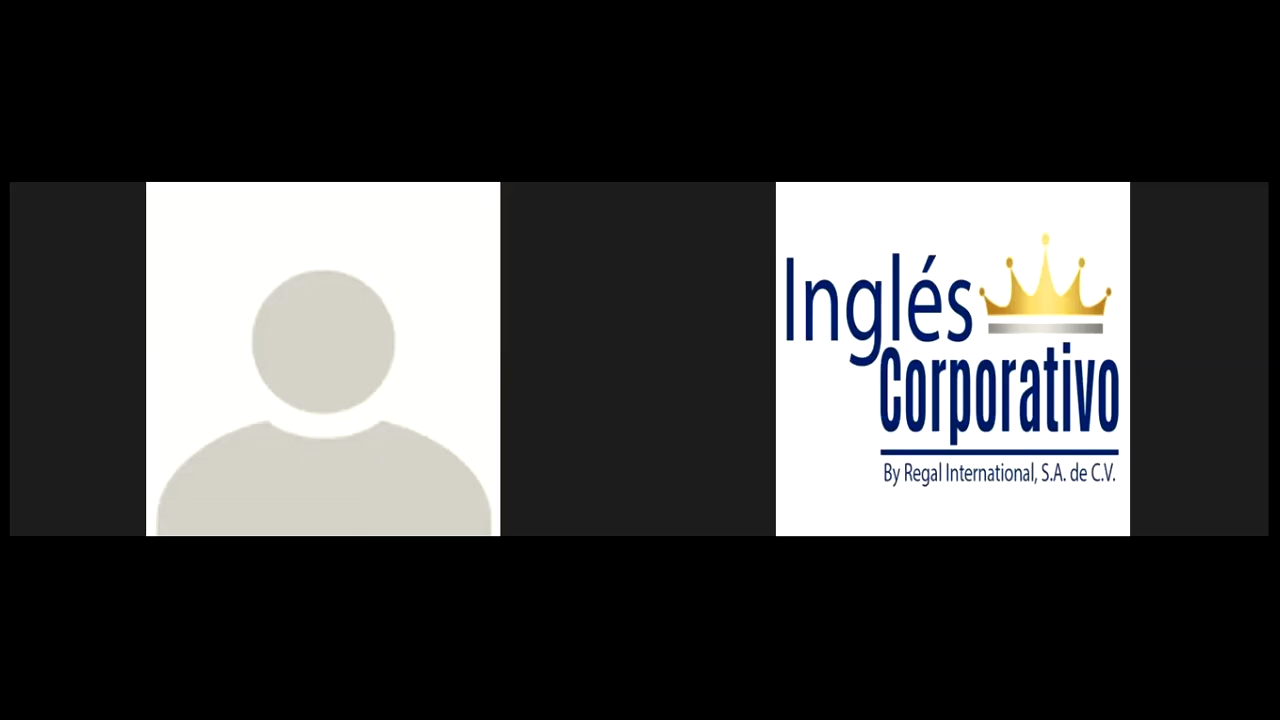 Inglés
Corporativo
By Regal International, S.A. de C.V.